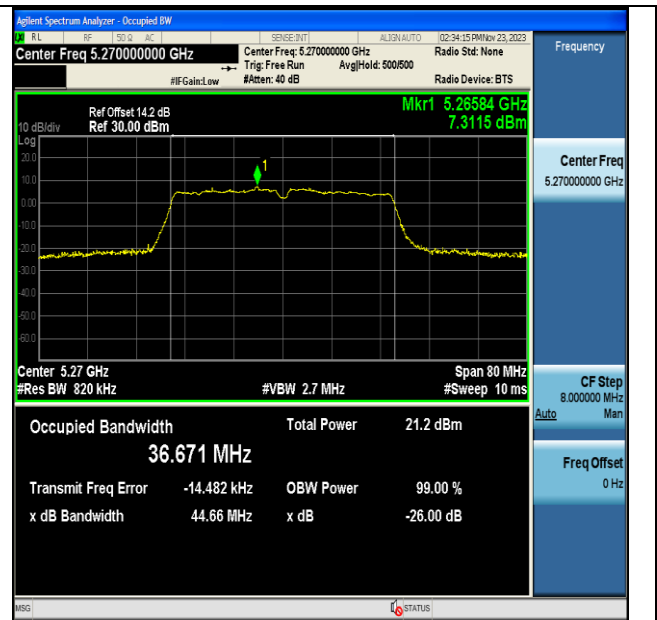 Agilent Spectrum Analyzer - Occupied BW
RL RF 50 Ω AC SENSE:INT ALIGNAUTO 02:34:15 PMNov 23, 2023
Center Freq 5.270000000 GHz Center Freq: 5.270000000 GHz Radio Std: None
Trig: Free Run Avg|Hold: 500/500
#IFGain:Low #Atten: 40 dB Radio Device: BTS
Frequency
Ref Offset 14.2 dB Mkr1 5.26584 GHz
10 dB/div Ref 30.00 dBm 7.3115 dBm
Log
20.0
10.0
0.00
-10.0
-20.0
-30.0
-40.0
-50.0
-60.0
1
Center 5.27 GHz Span 80 MHz
#Res BW 820 kHz #VBW 2.7 MHz #Sweep 10 ms
Occupied Bandwidth Total Power 21.2 dBm
36.671 MHz
Transmit Freq Error -14.482 kHz OBW Power 99.00 %
x dB Bandwidth 44.66 MHz x dB -26.00 dB
Center Freq
5.270000000 GHz
CF Step
8.000000 MHz
Auto Man
Freq Offset
0 Hz
MSG STATUS